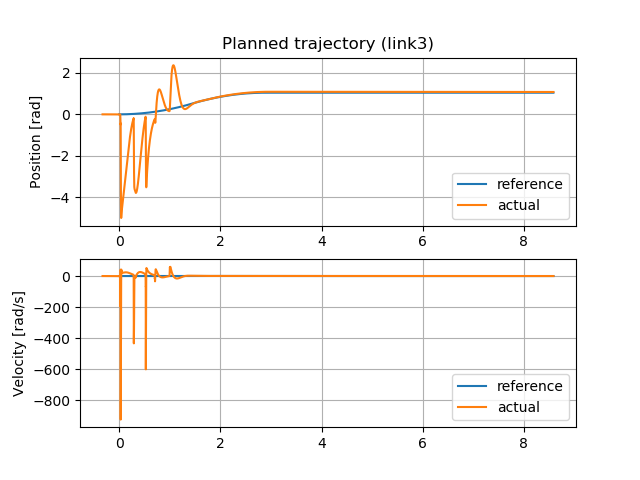 Planned trajectory (link3)
Position [rad]
2
0
−2
−4
reference
actual
0
2
4
6
8
Velocity [rad/s]
0
−200
−400
−600
−800
reference
actual
0
2
4
6
8